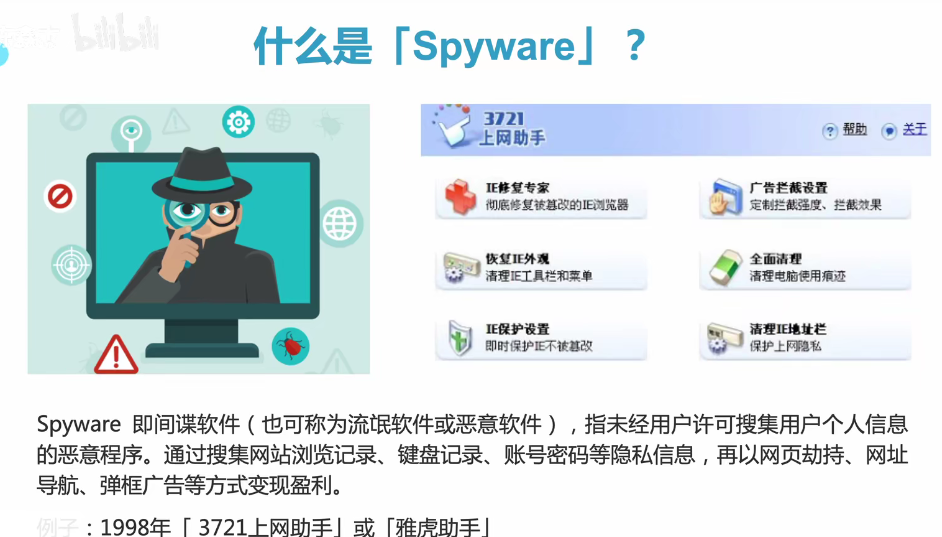 bilibili
什么是「Spyware」？
3721
上网助手
帮助
关于
IE修复专家
彻底修复被篡改的IE浏览器
广告拦截设置
定制拦截强度、拦截效果
恢复IE外观
清理IE工具栏和菜单
全面清理
清理电脑使用痕迹
IE保护设置
即时保护IE不被篡改
清理IE地址栏
保护上网隐私
Spyware 即间谍软件（也可称为流氓软件或恶意软件），指未经用户许可搜集用户个人信息
的恶意程序。通过搜集网站浏览记录、键盘记录、账号密码等隐私信息，再以网页劫持、网址
导航、弹框广告等方式变现盈利。
例子：1998年「 3721上网助手」或「雅虎助手」